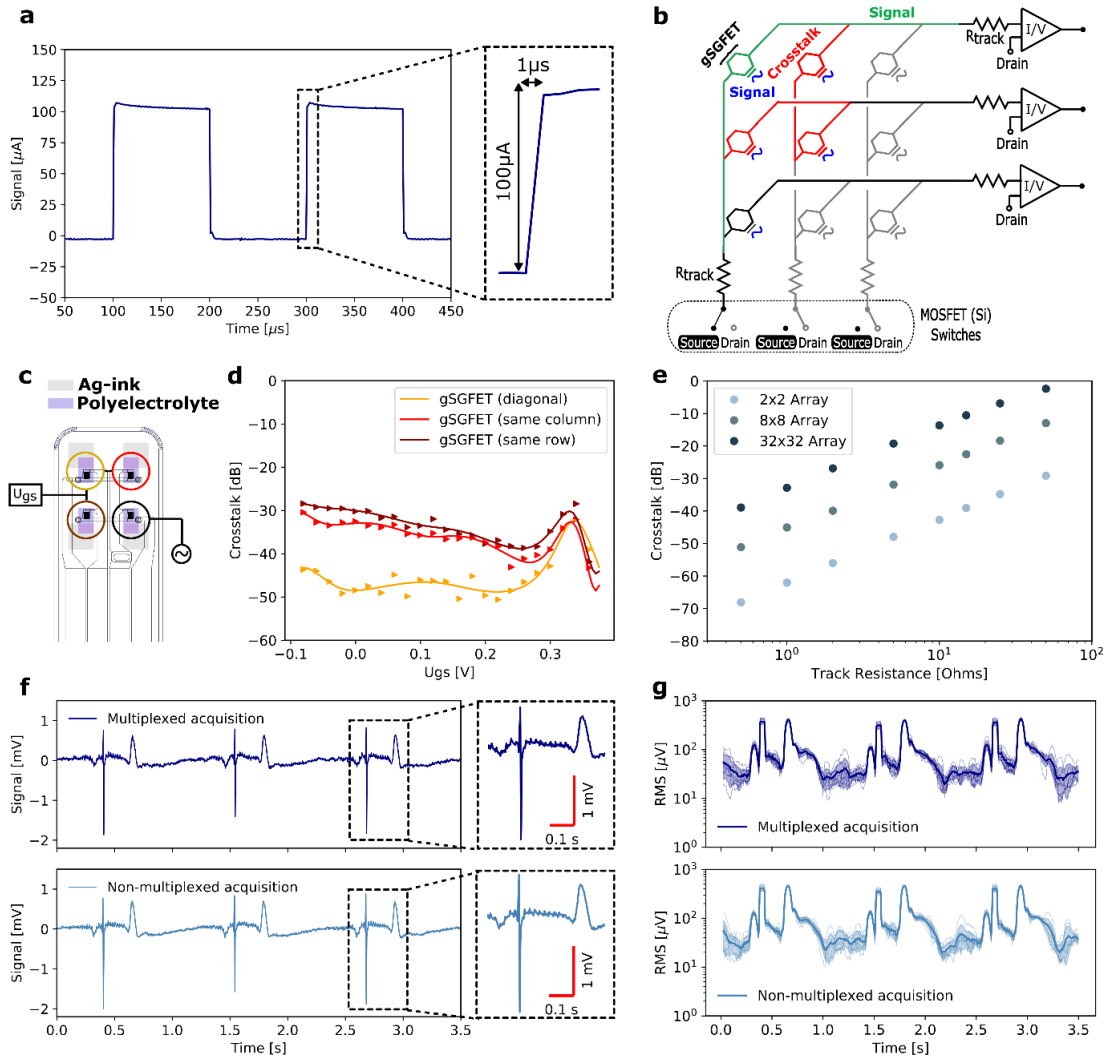 a
Signal [µA]
150
125
100
75
50
25
0
−25
−50
50
100
150
200
250
300
350
400
450
Time [µs]
1µs
100µA
b
Signal
gSGFET
Crosstalk
Signal
Rtrack
I/V
Drain
I/V
Drain
I/V
Drain
Rtrack
MOSFET (Si)
Switches
Source Drain Source Drain Source Drain
c
Ag-ink
Polyelectrolyte
Ugs
d
Crosstalk [dB]
0
−10
−20
−30
−40
−50
−60
gSGFET (diagonal)
gSGFET (same column)
gSGFET (same row)
−0.1
0.0
0.1
0.2
0.3
Ugs [V]
e
Crosstalk [dB]
0
−10
−20
−30
−40
−50
−60
−70
−80
2x2 Array
8x8 Array
32x32 Array
10⁰
10¹
10²
Track Resistance [Ohms]
f
Signal [mV]
1
0
−1
−2
Multiplexed acquisition
1 mV
0.1 s
Signal [mV]
1
0
−1
−2
Non-multiplexed acquisition
1 mV
0.1 s
0.0
0.5
1.0
1.5
2.0
2.5
3.0
3.5
Time [s]
g
RMS [µV]
10³
10²
10¹
10⁰
Multiplexed acquisition
RMS [µV]
10³
10²
10¹
10⁰
Non-multiplexed acquisition
0.0
0.5
1.0
1.5
2.0
2.5
3.0
3.5
Time [s]